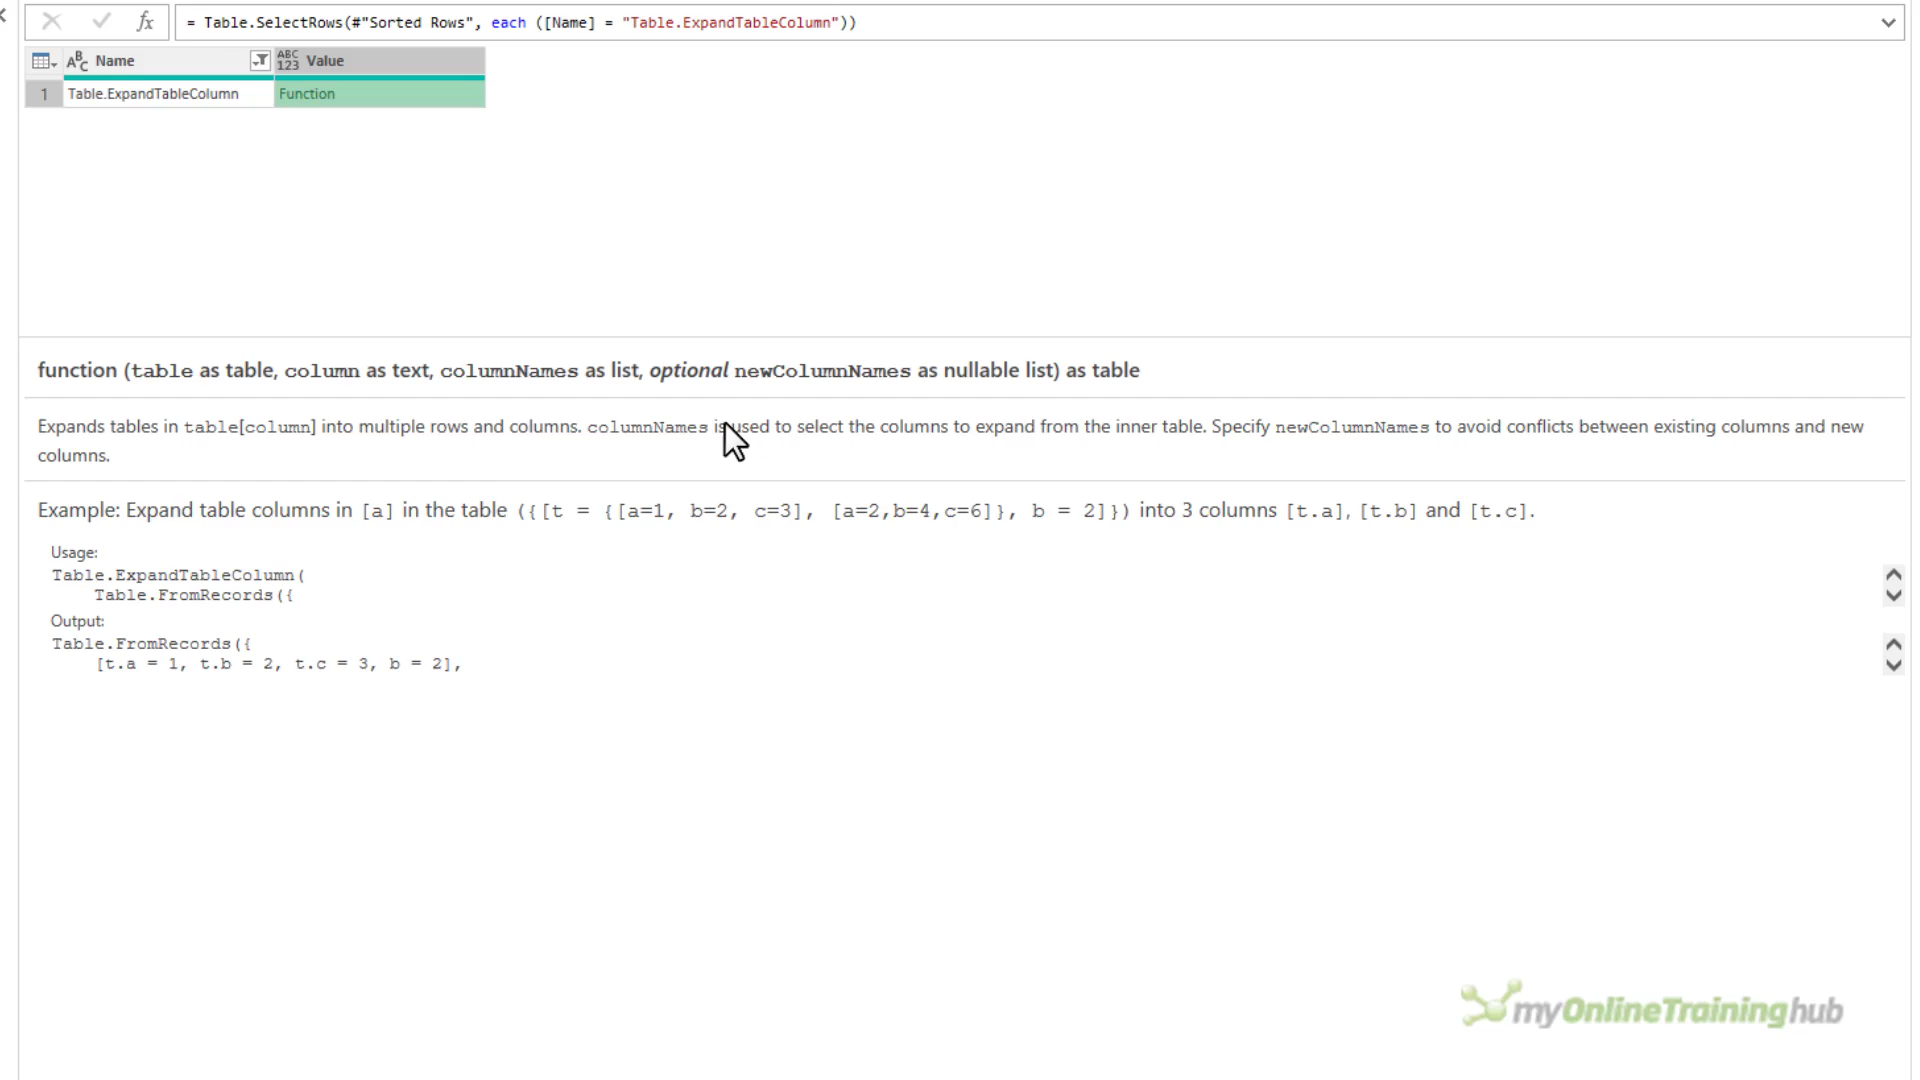 = Table.SelectRows(#"Sorted Rows", each ([Name] = "Table.ExpandTableColumn"))
ABC Name ABC 123 Value
1 Table.ExpandTableColumn Function
function (table as table, column as text, columnNames as list, optional newColumnNames as nullable list) as table
Expands tables in table[column] into multiple rows and columns. columnNames is used to select the columns to expand from the inner table. Specify newColumnNames to avoid conflicts between existing columns and new
columns.
Example: Expand table columns in [a] in the table ({[t = {[a=1, b=2, c=3], [a=2,b=4,c=6]}, b = 2]}) into 3 columns [t.a], [t.b] and [t.c].
Usage:
Table.ExpandTableColumn(
Table.FromRecords({
Output:
Table.FromRecords({
[t.a = 1, t.b = 2, t.c = 3, b = 2],
myOnlineTraininghub